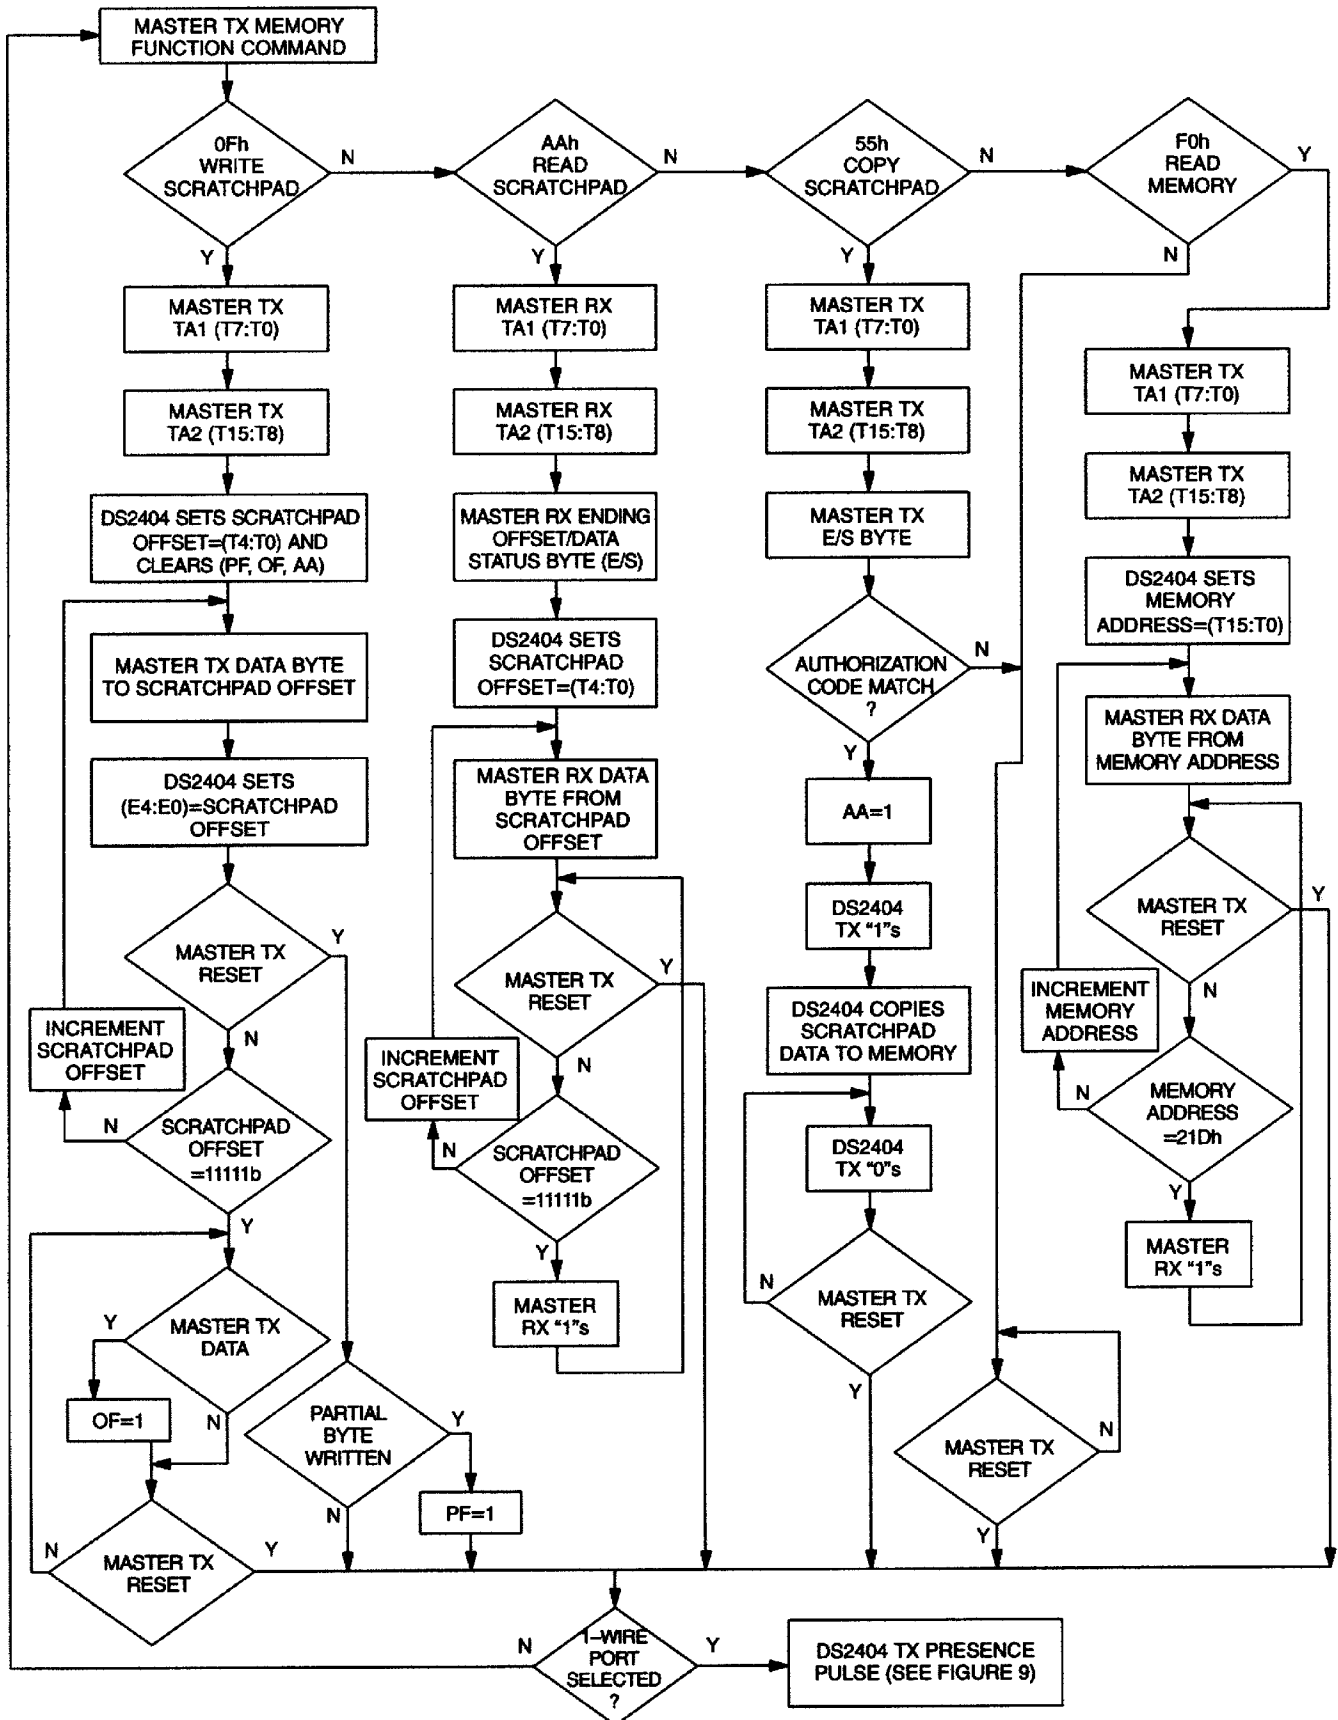 MASTER TX MEMORY
FUNCTION COMMAND
0Fh
WRITE
SCRATCHPAD
N
Y
AAh
READ
SCRATCHPAD
N
Y
55h
COPY
SCRATCHPAD
N
Y
F0h
READ
MEMORY
Y
N
MASTER TX
TA1 (T7:T0)
MASTER TX
TA2 (T15:T8)
DS2404 SETS SCRATCHPAD
OFFSET=(T4:T0) AND
CLEARS (PF, OF, AA)
MASTER TX DATA BYTE
TO SCRATCHPAD OFFSET
DS2404 SETS
(E4:E0)=SCRATCHPAD
OFFSET
MASTER TX
RESET
Y
N
INCREMENT
SCRATCHPAD
OFFSET
N
SCRATCHPAD
OFFSET
=11111b
Y
MASTER TX
DATA
Y
N
OF=1
MASTER TX
RESET
N
Y
PARTIAL
BYTE
WRITTEN
Y
N
PF=1
MASTER RX
TA1 (T7:T0)
MASTER RX
TA2 (T15:T8)
MASTER RX ENDING
OFFSET/DATA
STATUS BYTE (E/S)
DS2404 SETS
SCRATCHPAD
OFFSET=(T4:T0)
MASTER RX DATA
BYTE FROM
SCRATCHPAD
OFFSET
MASTER TX
RESET
Y
N
INCREMENT
SCRATCHPAD
OFFSET
N
SCRATCHPAD
OFFSET
=11111b
Y
MASTER
RX "1"s
MASTER TX
TA1 (T7:T0)
MASTER TX
TA2 (T15:T8)
MASTER TX
E/S BYTE
AUTHORIZATION
CODE MATCH
?
N
Y
AA=1
DS2404
TX "1"s
DS2404 COPIES
SCRATCHPAD
DATA TO MEMORY
DS2404
TX "0"s
MASTER TX
RESET
N
Y
MASTER TX
RESET
N
Y
MASTER TX
TA1 (T7:T0)
MASTER TX
TA2 (T15:T8)
DS2404 SETS
MEMORY
ADDRESS=(T15:T0)
MASTER RX DATA
BYTE FROM
MEMORY ADDRESS
MASTER TX
RESET
Y
N
INCREMENT
MEMORY
ADDRESS
N
MEMORY
ADDRESS
=21Dh
Y
MASTER
RX "1"s
1–WIRE
PORT
SELECTED
?
N
Y
DS2404 TX PRESENCE
PULSE (SEE FIGURE 9)